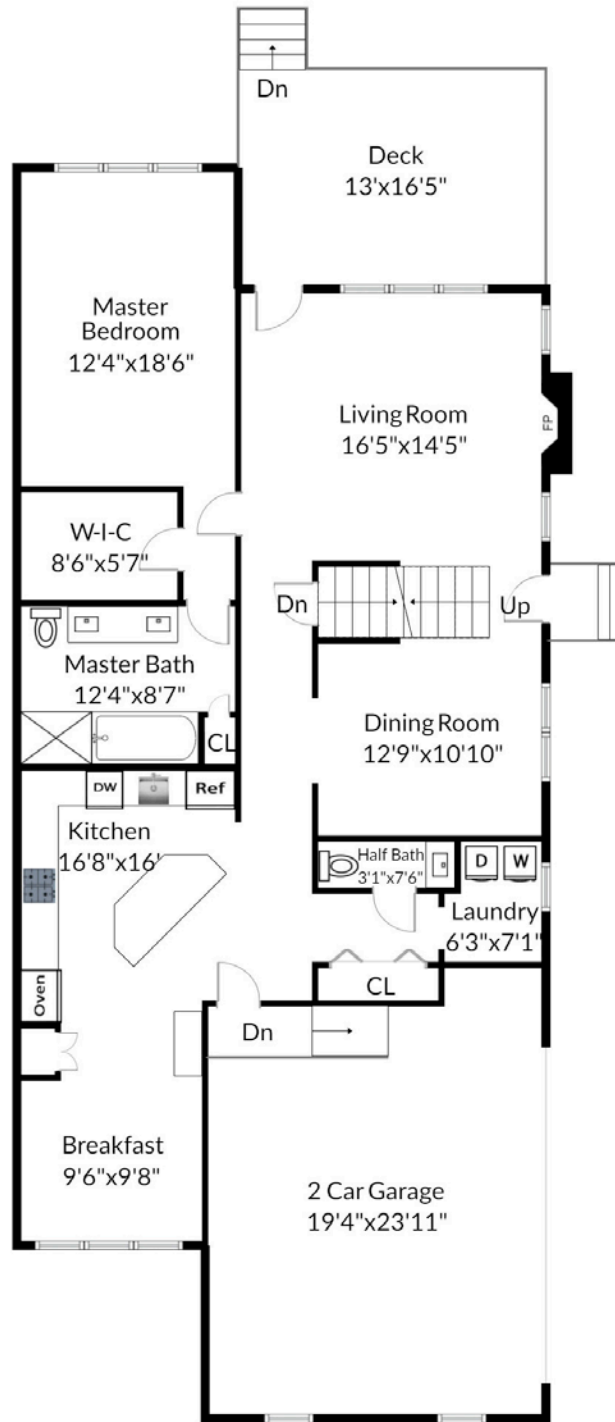 Dn
Deck
13'x16'5"
Master
Bedroom
12'4"x18'6"
Living Room
16'5"x14'5"
FP
W-I-C
8'6"x5'7"
Dn
Up
Master Bath
12'4"x8'7"
CL
Dining Room
12'9"x10'10"
DW
Ref
Kitchen
16'8"x16'
Half Bath
3'1"x7'6"
D
W
Laundry
6'3"x7'1"
Oven
CL
Dn
Breakfast
9'6"x9'8"
2 Car Garage
19'4"x23'11"